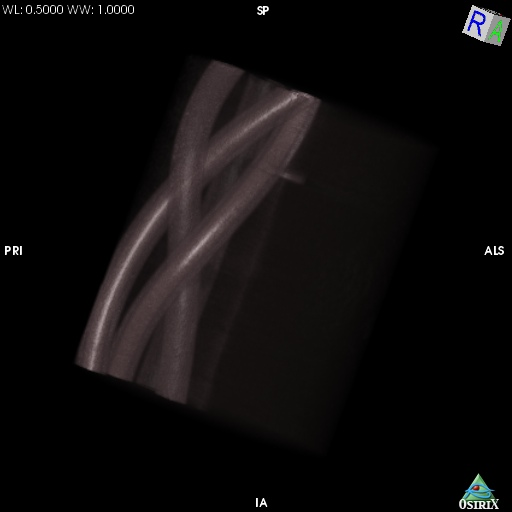 WL: 0.5000 WW: 1.0000
SP
R A
PRI
ALS
IA
OSIRIX